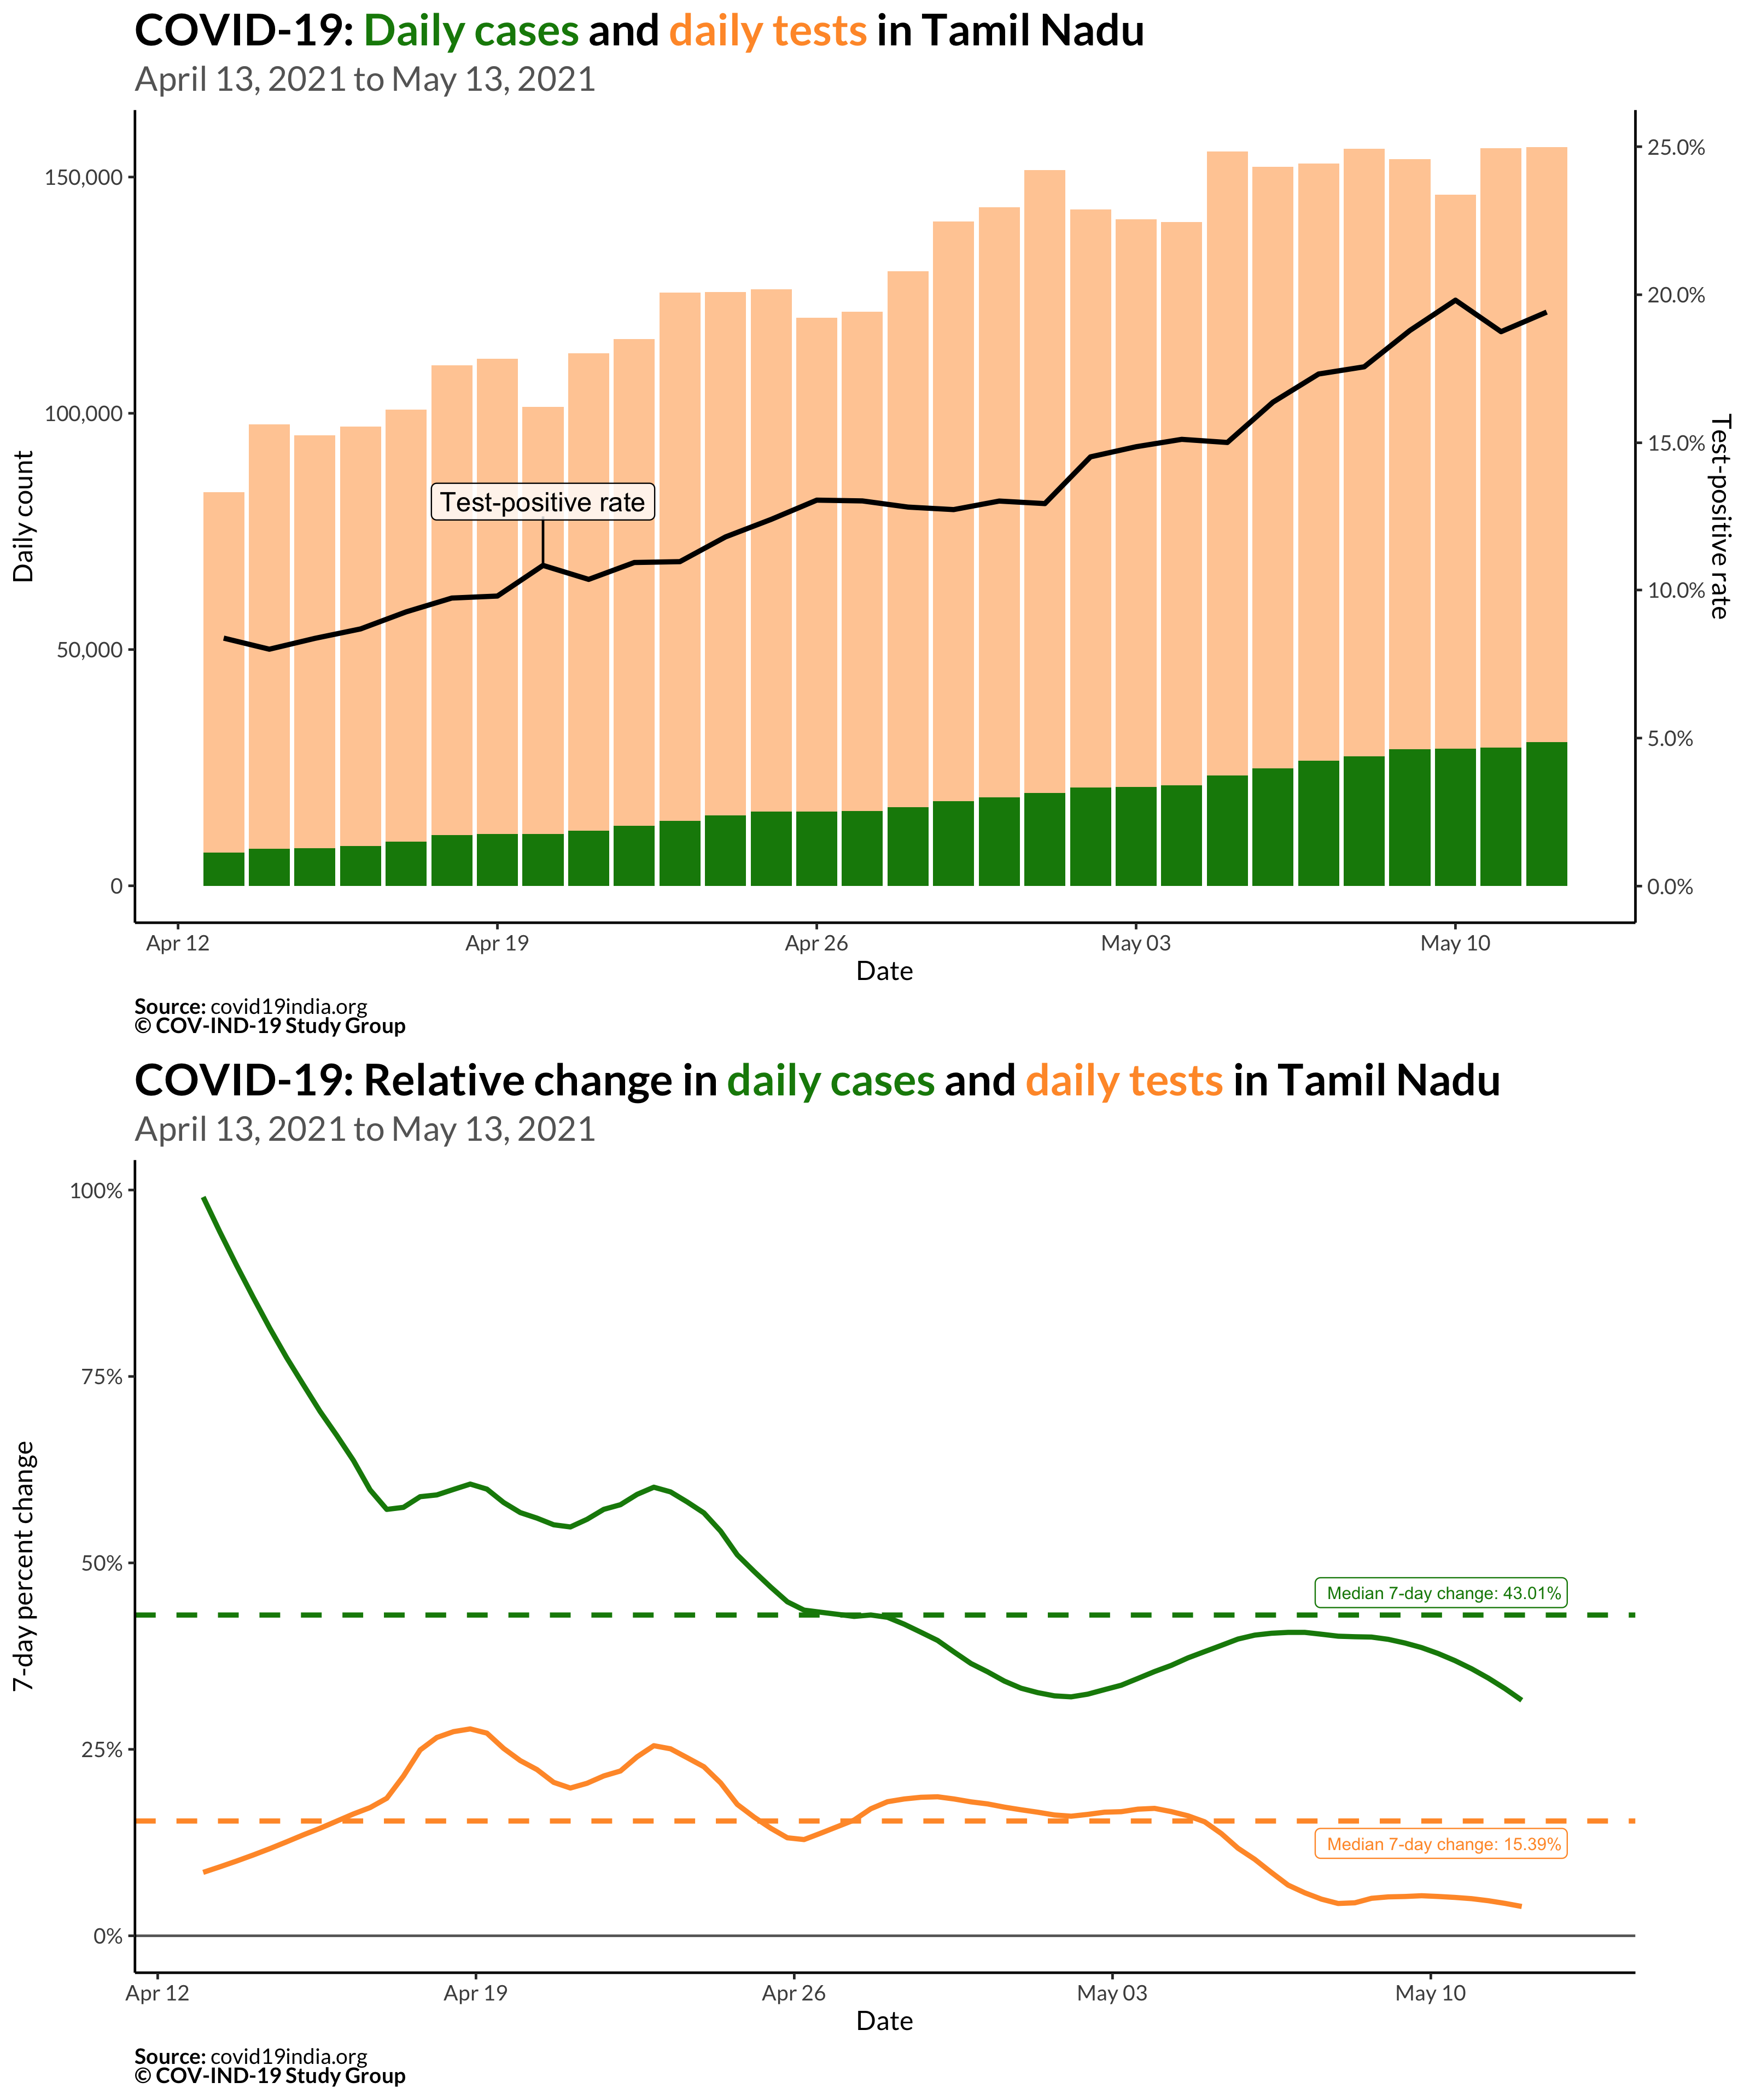 COVID-19: Daily cases and daily tests in Tamil Nadu
April 13, 2021 to May 13, 2021
150,000
100,000
50,000
0
Daily count
25.0%
20.0%
15.0%
10.0%
5.0%
0.0%
Test-positive rate
Test-positive rate
Apr 12
Apr 19
Apr 26
May 03
May 10
Date
Source: covid19india.org
© COV-IND-19 Study Group
COVID-19: Relative change in daily cases and daily tests in Tamil Nadu
April 13, 2021 to May 13, 2021
100%
75%
50%
25%
0%
7-day percent change
Median 7-day change: 43.01%
Median 7-day change: 15.39%
Apr 12
Apr 19
Apr 26
May 03
May 10
Date
Source: covid19india.org
© COV-IND-19 Study Group